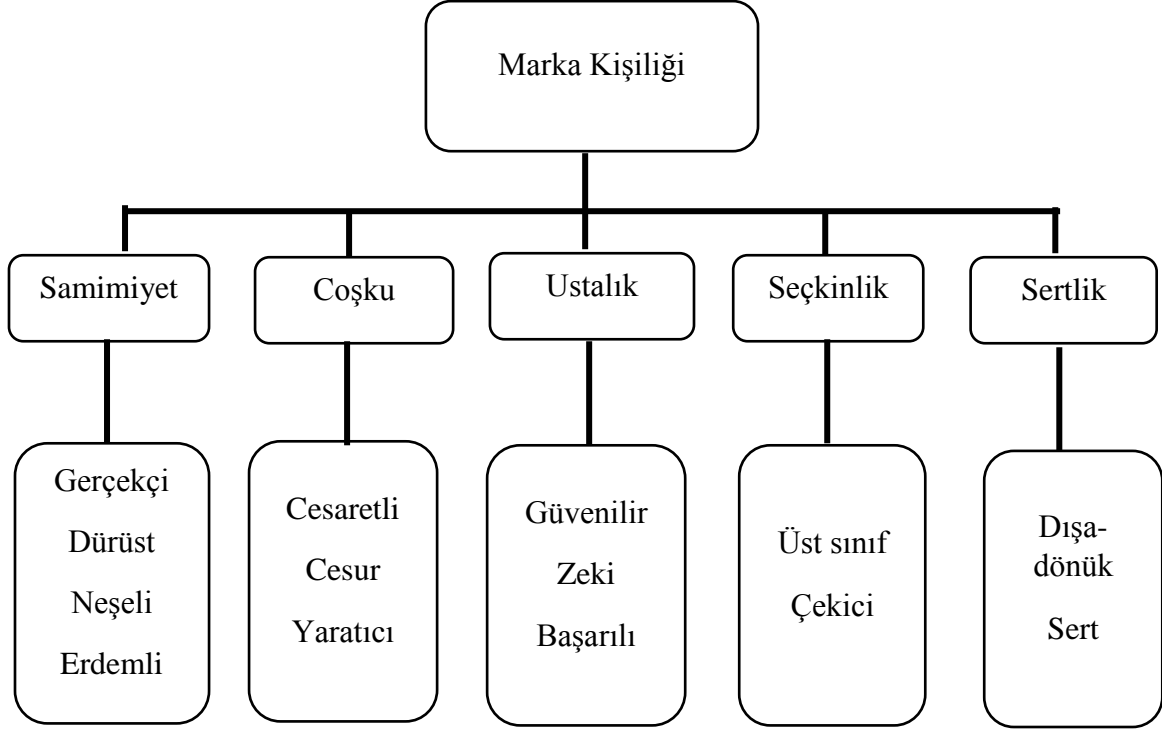 Marka Kişiliği
Samimiyet
Coşku
Ustalık
Seçkinlik
Sertlik
Gerçekçi
Dürüst
Neşeli
Erdemli
Cesaretli
Cesur
Yaratıcı
Güvenilir
Zeki
Başarılı
Üst sınıf
Çekici
Dışa-
dönük
Sert